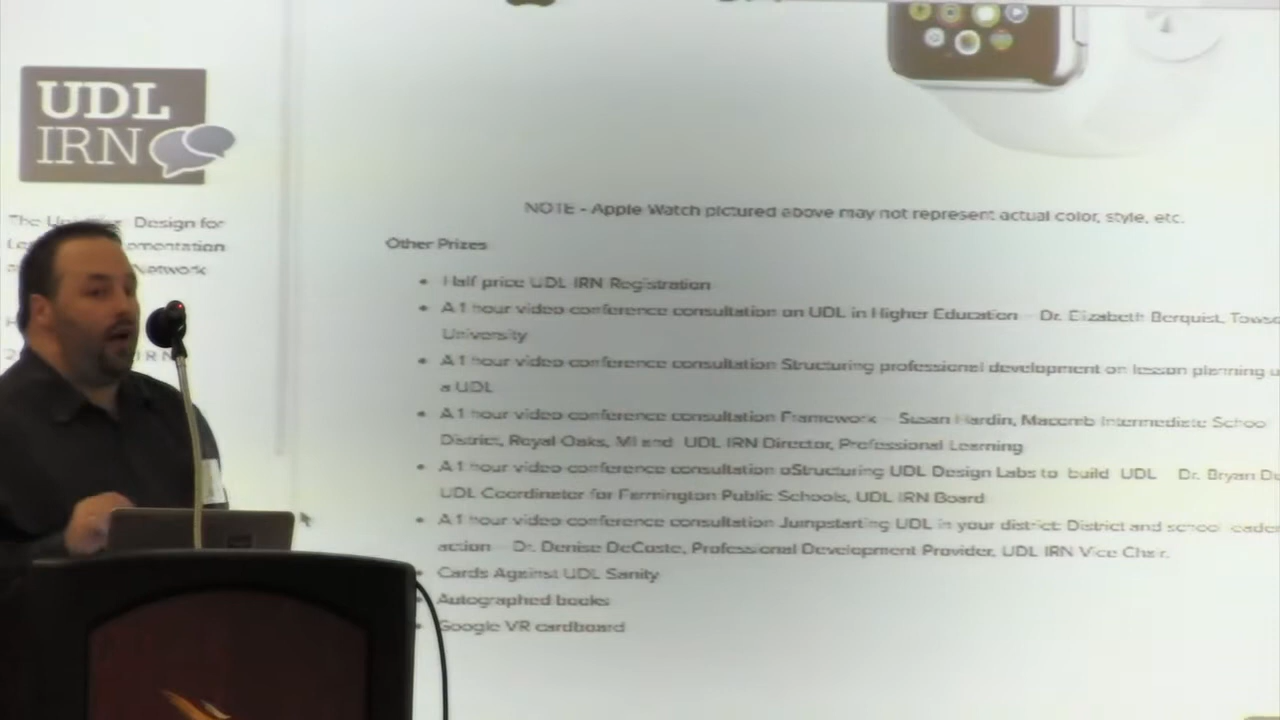 UDL
IRN
Design for
NOTE - Apple Watch pictured above may not represent actual color, style, etc.
Other Prizes
Half price UDL IRN Registration
A 1 hour video conference consultation on UDL in Higher Education Dr. Elizabeth Berquist,
University
A 1 hour video conference consultation Structuring professional development on lesson planning
a UDL
A 1 hour video conference consultation Framework Susan Hardin, Macomb Intermediate Schoo
District, Royal Oaks, MI and UDL IRN Director, Professional Learning
A 1 hour video conference consultation oStructuring UDL Design Labs to build UDL Dr. Bryan
UDL Coordinator for Farmington Public Schools, UDL IRN Board
A 1 hour video conference consultation Jumpstarting UDL in your district: District and school
action Dr. Denise DeCoste, Professional Development Provider, UDL IRN Vice Chair.
Cards Against UDL Sanity
Autographed books
Google VR cardboard